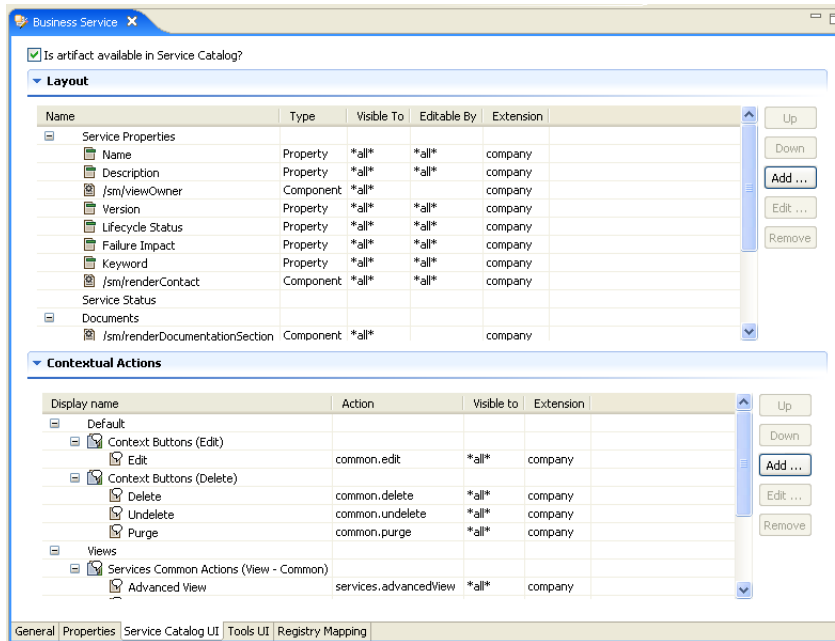 Business Service
Is artifact available in Service Catalog?
Layout
Name Type Visible To Editable By Extension
Service Properties
Name Property *all* *all* company
Description Property *all* *all* company
/sm/viewOwner Component *all* company
Version Property *all* *all* company
Lifecycle Status Property *all* *all* company
Failure Impact Property *all* *all* company
Keyword Property *all* *all* company
/sm/renderContact Component *all* company
Service Status
Documents
/sm/renderDocumentationSection Component *all* company
Up
Down
Add ...
Edit ...
Remove
Contextual Actions
Display name Action Visible to Extension
Default
Context Buttons (Edit)
Edit common.edit *all* company
Context Buttons (Delete)
Delete common.delete *all* company
Undelete common.undelete *all* company
Purge common.purge *all* company
Views
Services Common Actions (View - Common)
Advanced View services.advancedView *all* company
Up
Down
Add ...
Edit ...
Remove
General Properties Service Catalog UI Tools UI Registry Mapping